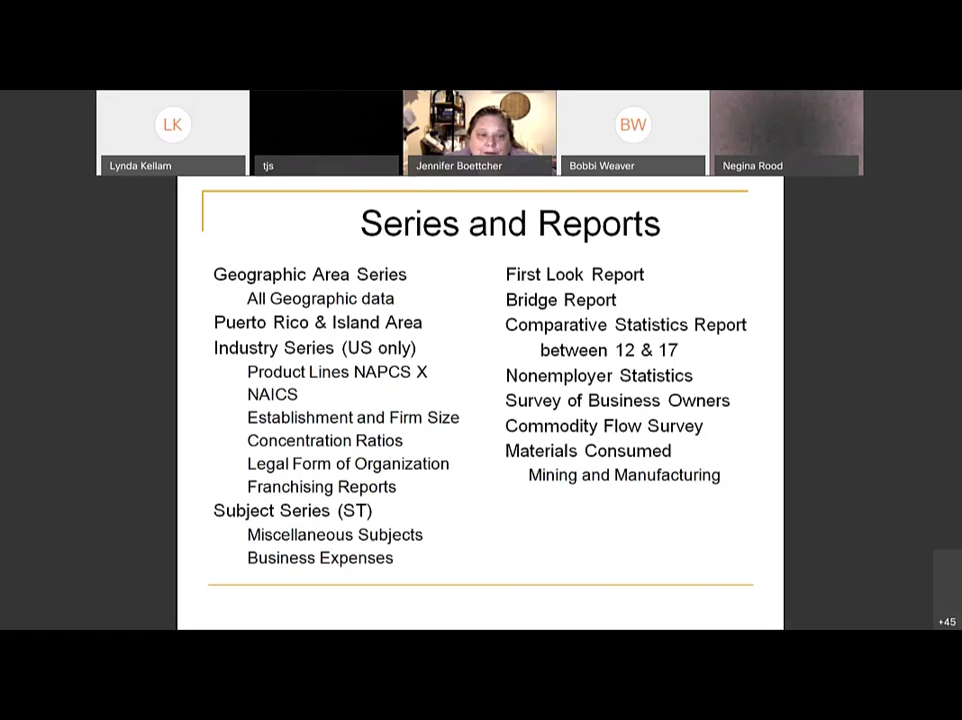 LK
BW
Lynda Kellam
tjs
Jennifer Boettcher
Bobbi Weaver
Negina Rood
Series and Reports
Geographic Area Series
All Geographic data
Puerto Rico & Island Area
Industry Series (US only)
Product Lines NAPCS X
NAICS
Establishment and Firm Size
Concentration Ratios
Legal Form of Organization
Franchising Reports
Subject Series (ST)
Miscellaneous Subjects
Business Expenses
First Look Report
Bridge Report
Comparative Statistics Report
between 12 & 17
Nonemployer Statistics
Survey of Business Owners
Commodity Flow Survey
Materials Consumed
Mining and Manufacturing
+45